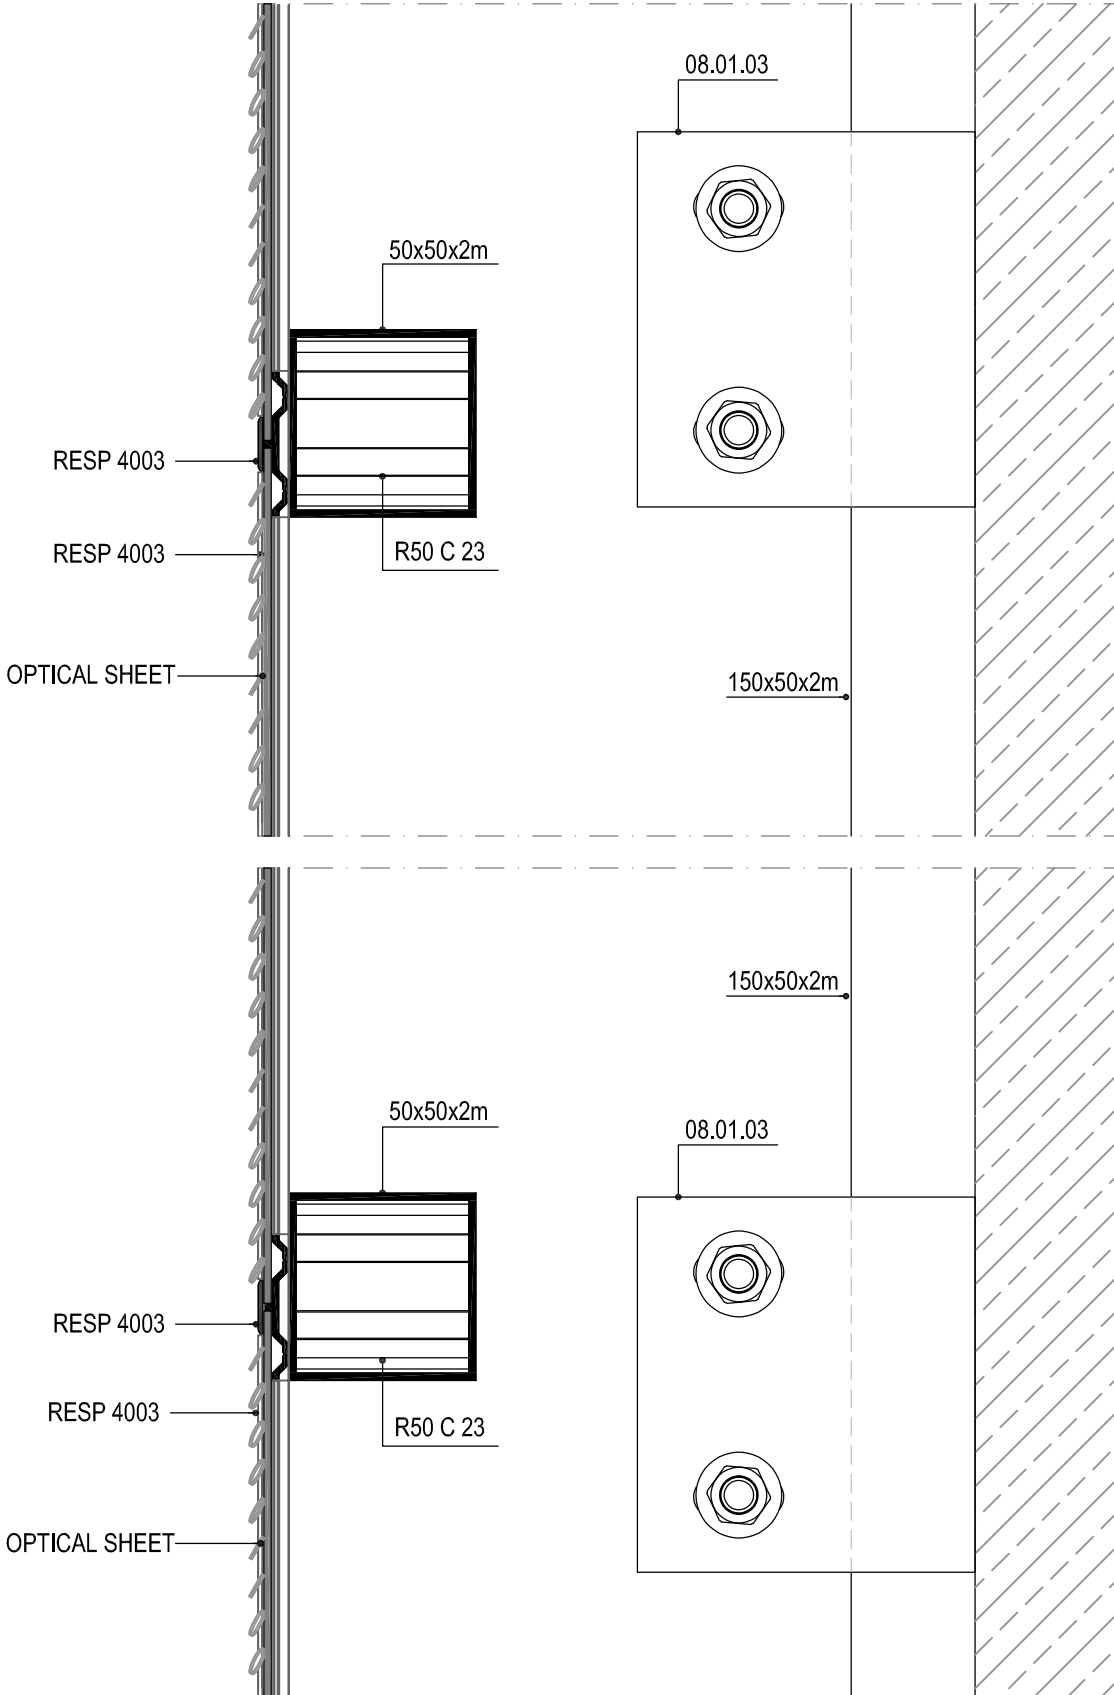 08.01.03
50x50x2m
RESP 4003
RESP 4003
R50 C 23
OPTICAL SHEET
150x50x2m
150x50x2m
50x50x2m
08.01.03
RESP 4003
RESP 4003
R50 C 23
OPTICAL SHEET